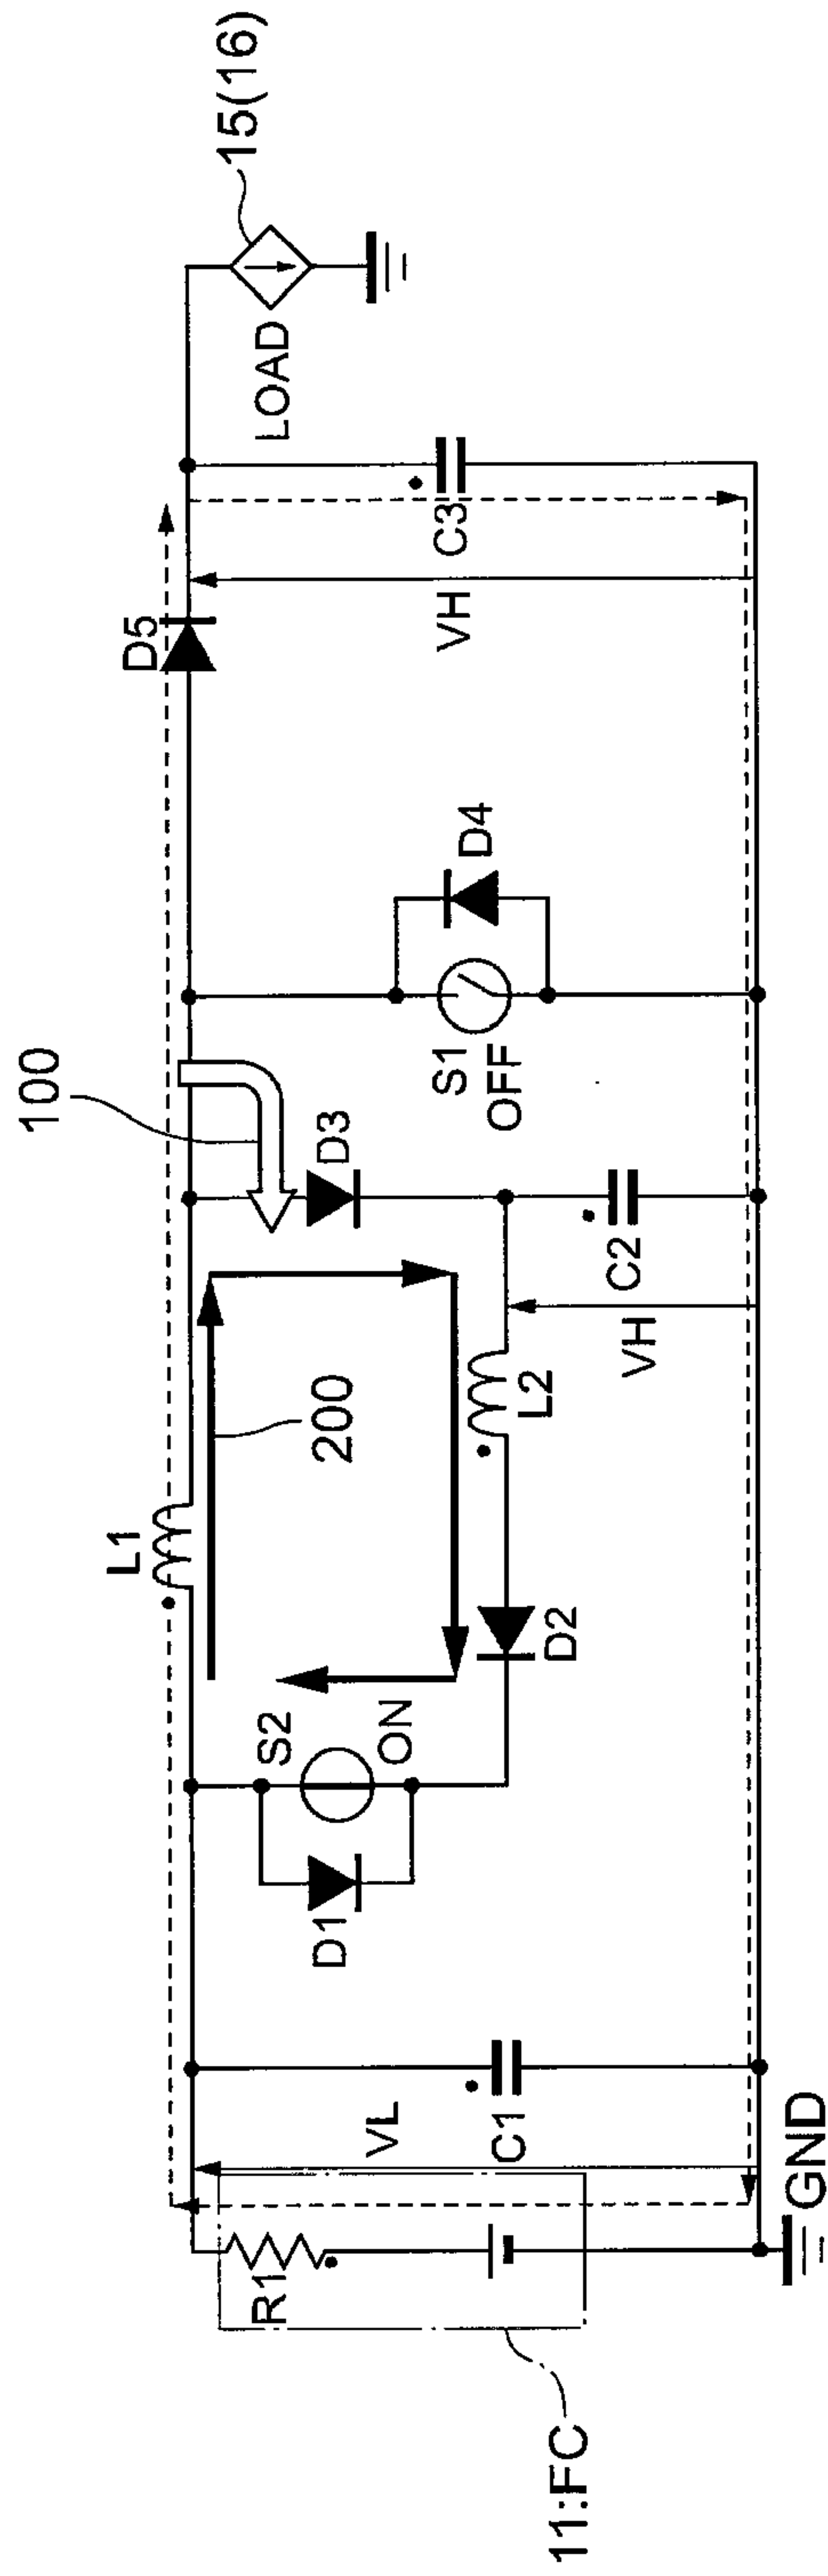 11:FC
R1
GND
VL
C1
D1
S2
ON
L1
200
D2
L2
100
D3
C2
VH
S1
OFF
D4
D5
VH
C3
LOAD
15(16)